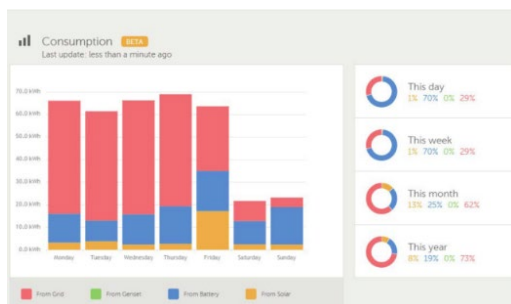 Consumption BETA
Last update: less than a minute ago
70.0 kWh
60.0 kWh
50.0 kWh
40.0 kWh
30.0 kWh
20.0 kWh
10.0 kWh
0.0 kWh
Monday Tuesday Wednesday Thursday Friday Saturday Sunday
From Grid From Genset From Battery From Solar
This day
1% 70% 0% 29%
This week
1% 70% 0% 29%
This month
13% 25% 0% 62%
This year
8% 19% 0% 73%